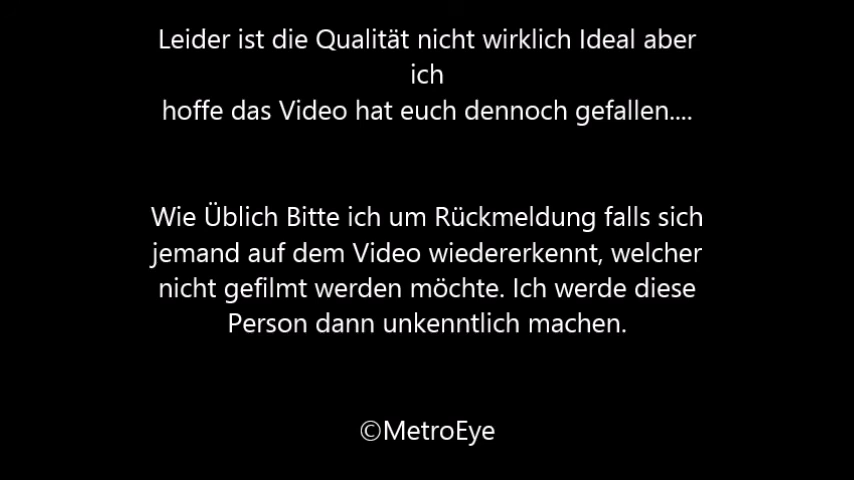 Leider ist die Qualität nicht wirklich Ideal aber
ich
hoffe das Video hat euch dennoch gefallen....
Wie Üblich Bitte ich um Rückmeldung falls sich
jemand auf dem Video wiedererkennt, welcher
nicht gefilmt werden möchte. Ich werde diese
Person dann unkenntlich machen.
©MetroEye